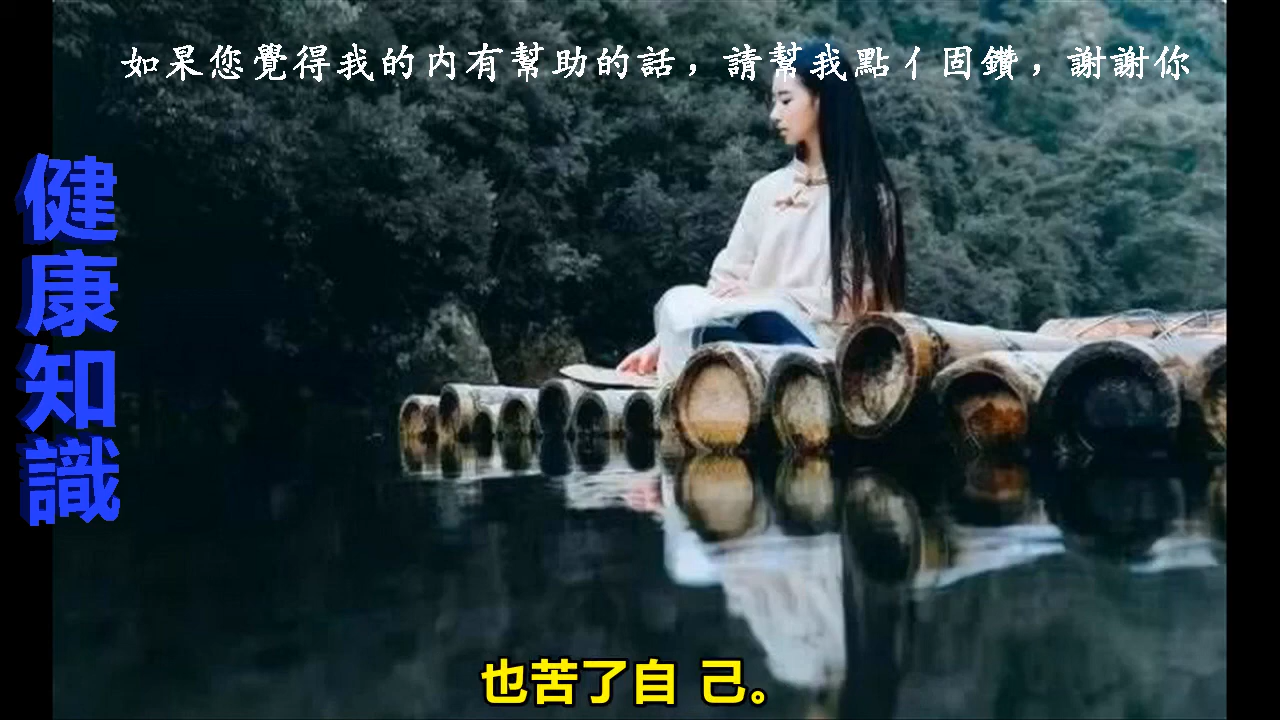 如果您覺得我的内有幫助的話，請幫我點亻固鑽，謝謝你
健康知識
也苦了自 己。